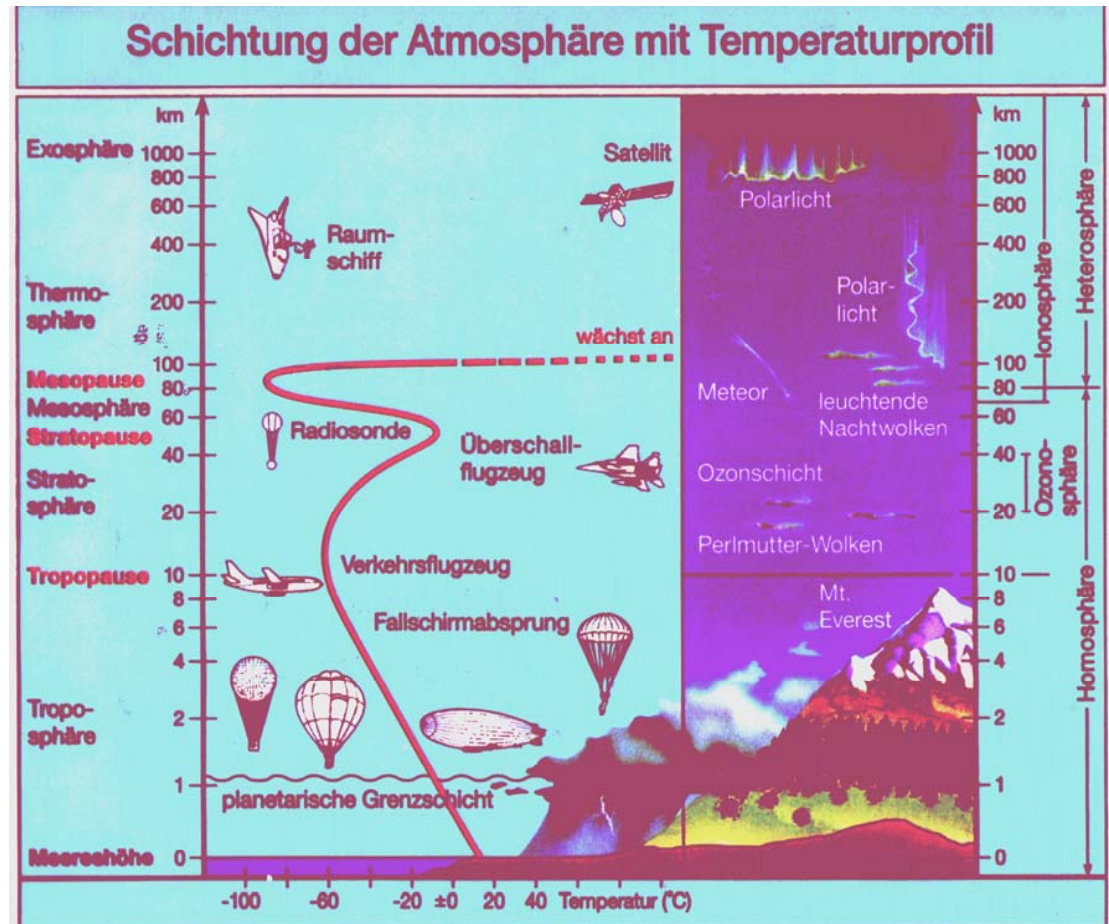 Schichtung der Atmosphäre mit Temperaturprofil
km
Exosphäre
1000
800
600
400
Thermo-
sphäre
200
100
Mesopause
80
Mesosphäre
60
Stratopause
40
Strato-
sphäre
20
Tropopause
10
8
6
4
Tropo-
sphäre
2
1
Meereshöhe
0
Satellit
Raum-
schiff
wächst an
Radiosonde
Überschall-
flugzeug
Verkehrsflugzeug
Fallschirmabsprung
planetarische Grenzschicht
Polarlicht
Polar-
licht
Meteor
leuchtende
Nachtwolken
Ozonschicht
Perlmutter-Wolken
Mt.
Everest
km
1000
800
600
400
200
100
80
60
40
20
10
8
6
4
2
1
0
Ionosphäre
Ozono-
sphäre
Heterosphäre
Homosphäre
-100 -60 -20 ±0 20 40 Temperatur (°C)